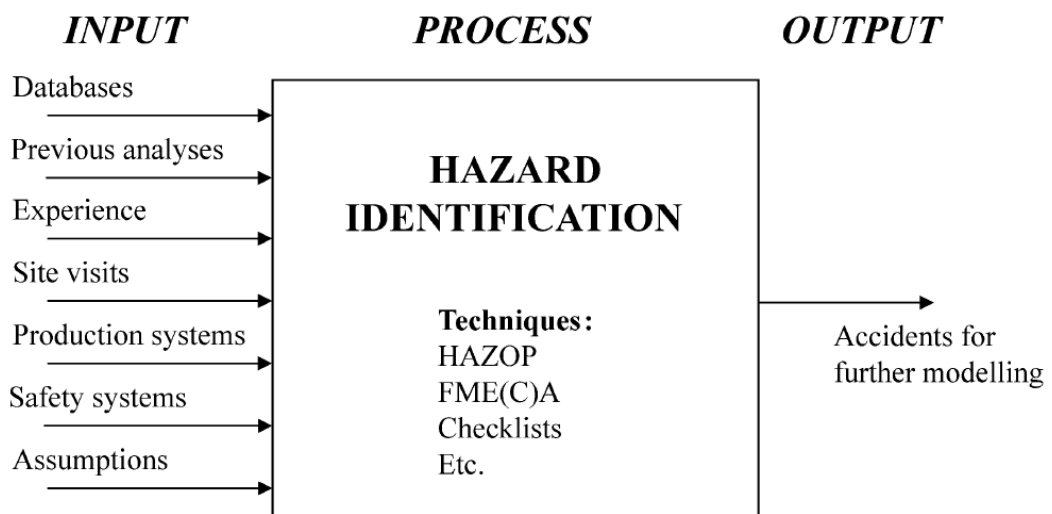 INPUT
PROCESS
OUTPUT
Databases
Previous analyses
Experience
Site visits
Production systems
Safety systems
Assumptions
HAZARD
IDENTIFICATION
Techniques:
HAZOP
FME(C)A
Checklists
Etc.
Accidents for
further modelling